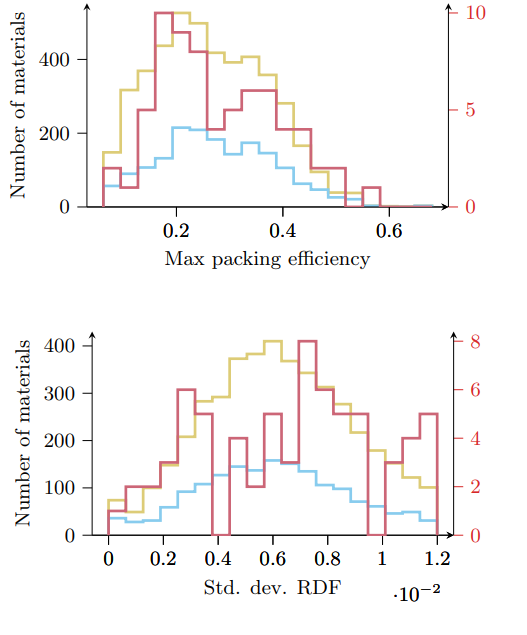 Number of materials
400
200
0
10
5
0
0.2 0.4 0.6
Max packing efficiency
Number of materials
400
300
200
100
0
8
6
4
2
0
0 0.2 0.4 0.6 0.8 1 1.2
Std. dev. RDF
·10⁻²